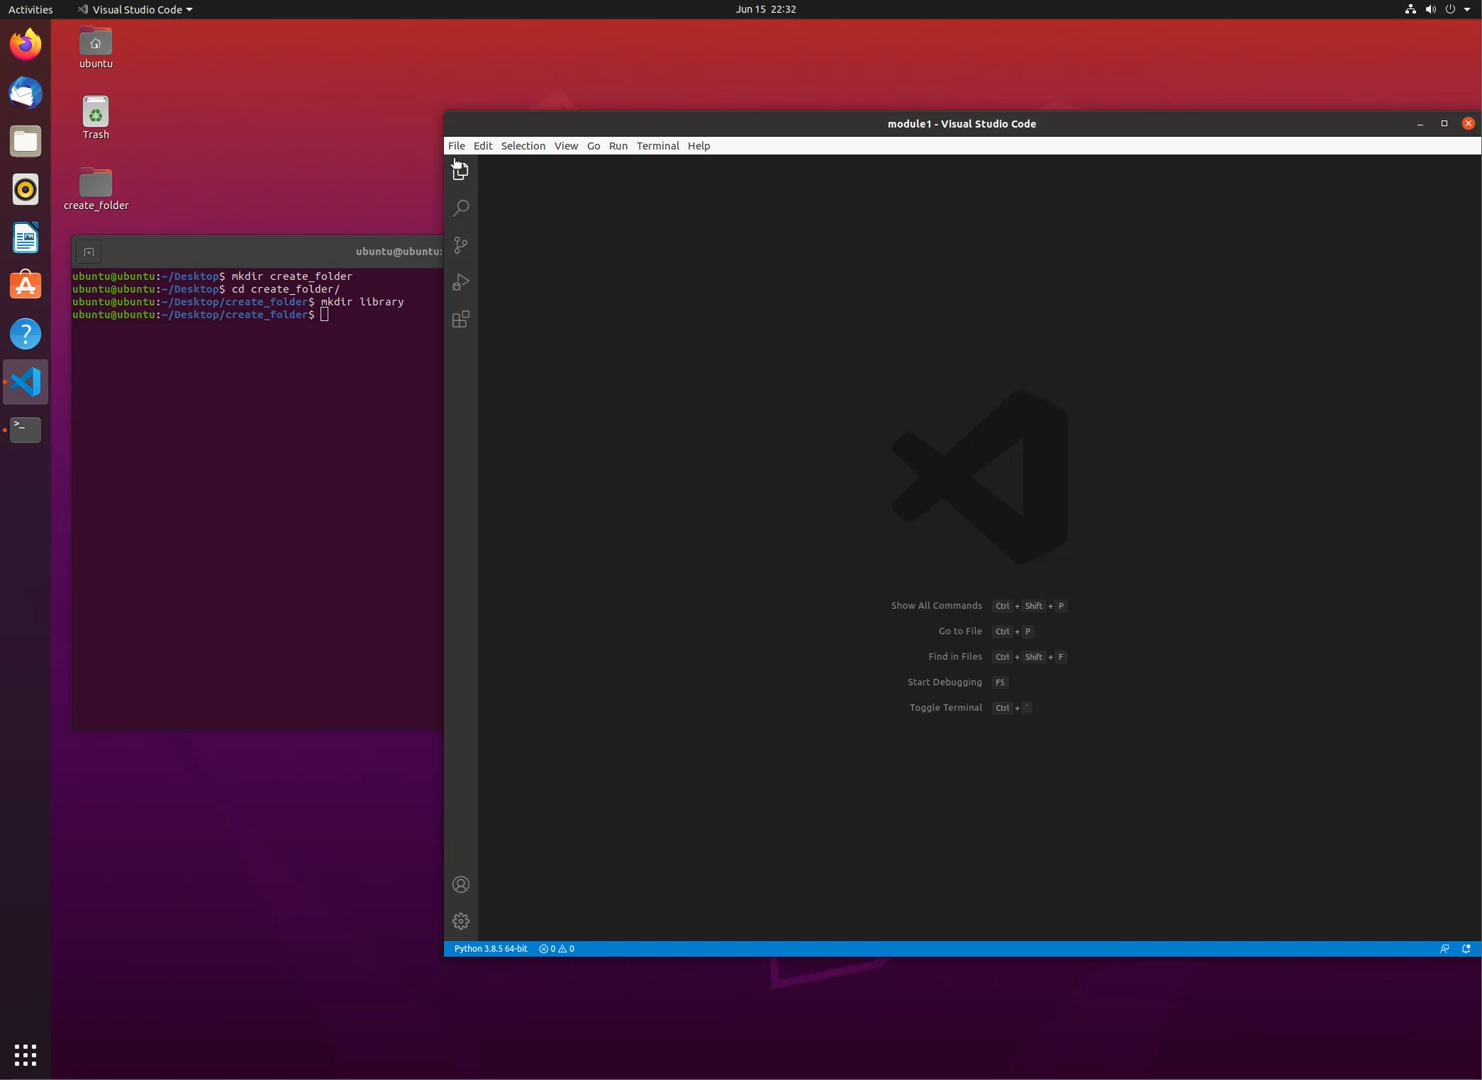 Activities
Visual Studio Code
Jun 15 22:32
ubuntu
Trash
create_folder
ubuntu@ubuntu:
ubuntu@ubuntu:~/Desktop$ mkdir create_folder
ubuntu@ubuntu:~/Desktop$ cd create_folder/
ubuntu@ubuntu:~/Desktop/create_folder$ mkdir library
ubuntu@ubuntu:~/Desktop/create_folder$
module1 - Visual Studio Code
File Edit Selection View Go Run Terminal Help
Show All Commands Ctrl + Shift + P
Go to File Ctrl + P
Find in Files Ctrl + Shift + F
Start Debugging F5
Toggle Terminal Ctrl + `
Python 3.8.5 64-bit 0 0